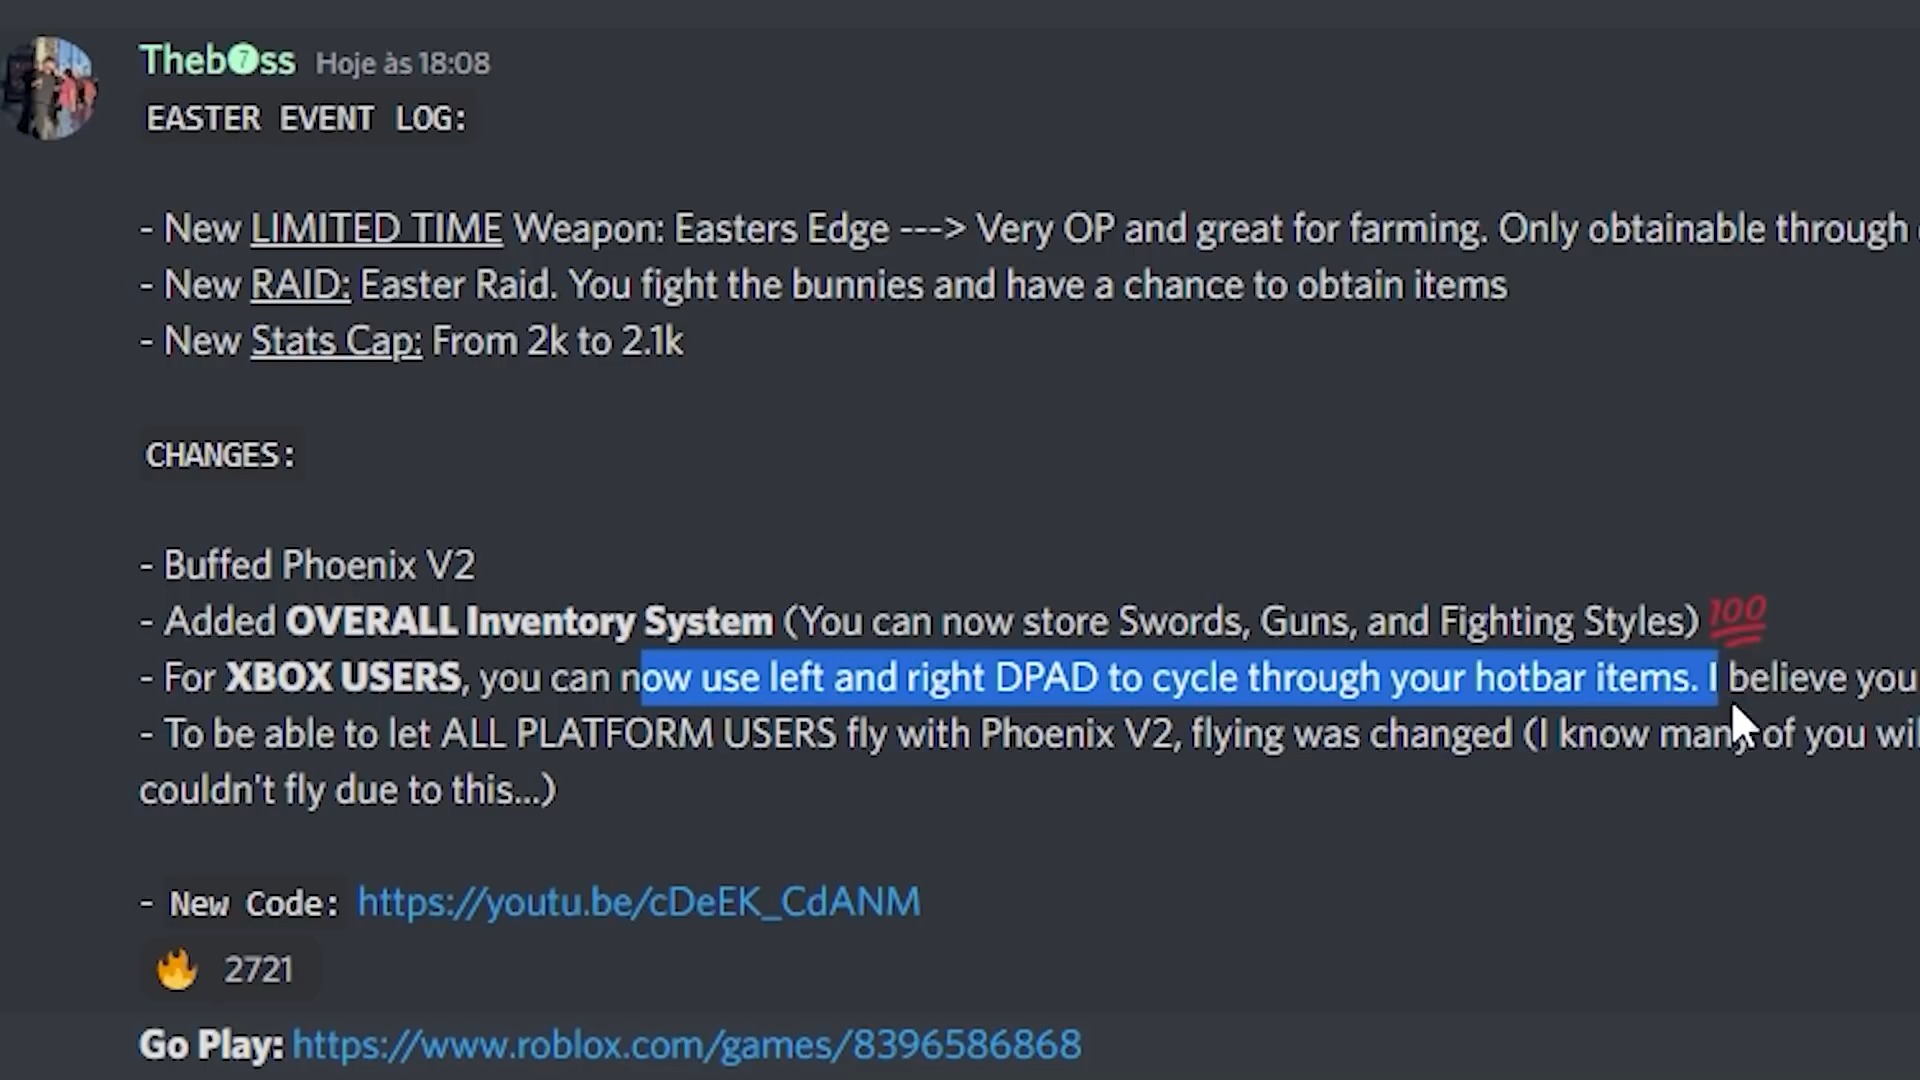 Theb7ss Hoje às 18:08
EASTER EVENT LOG:
- New LIMITED TIME Weapon: Easters Edge ---> Very OP and great for farming. Only obtainable through
- New RAID: Easter Raid. You fight the bunnies and have a chance to obtain items
- New Stats Cap: From 2k to 2.1k
CHANGES:
- Buffed Phoenix V2
- Added OVERALL Inventory System (You can now store Swords, Guns, and Fighting Styles) 💯
- For XBOX USERS, you can now use left and right DPAD to cycle through your hotbar items. I believe you
- To be able to let ALL PLATFORM USERS fly with Phoenix V2, flying was changed (I know many of you wil
couldn't fly due to this...)
- New Code: https://youtu.be/cDeEK_CdANM
🔥 2721
Go Play: https://www.roblox.com/games/8396586868